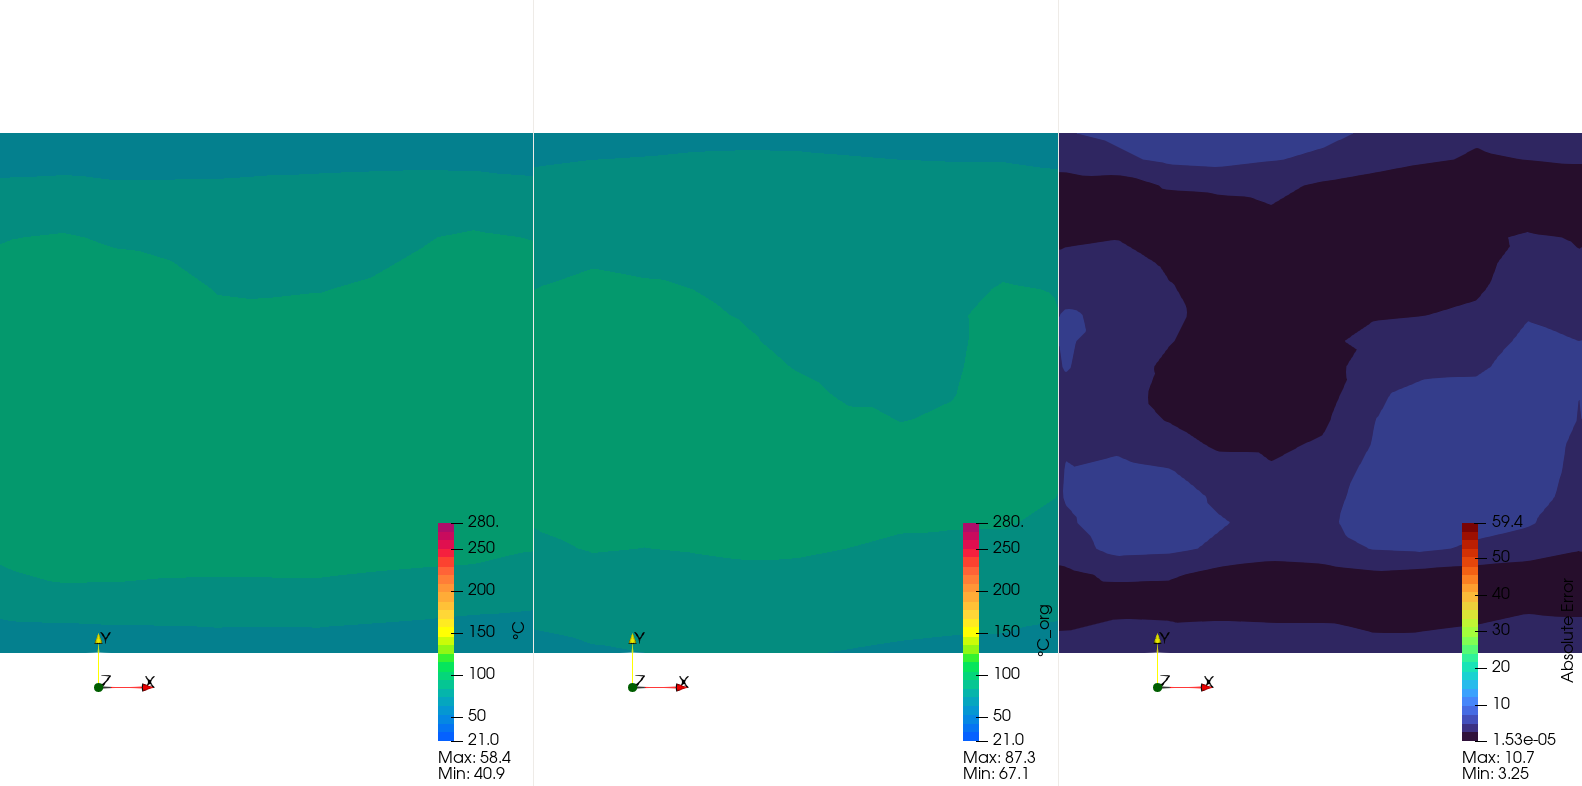 280.
250
200
150
100
50
21.0
°C
Max: 58.4
Min: 40.9
Y
Z
X
280.
250
200
150
100
50
21.0
°C_org
Max: 87.3
Min: 67.1
Y
Z
X
59.4
50
40
30
20
10
1.53e-05
Absolute Error
Max: 10.7
Min: 3.25
Y
Z
X